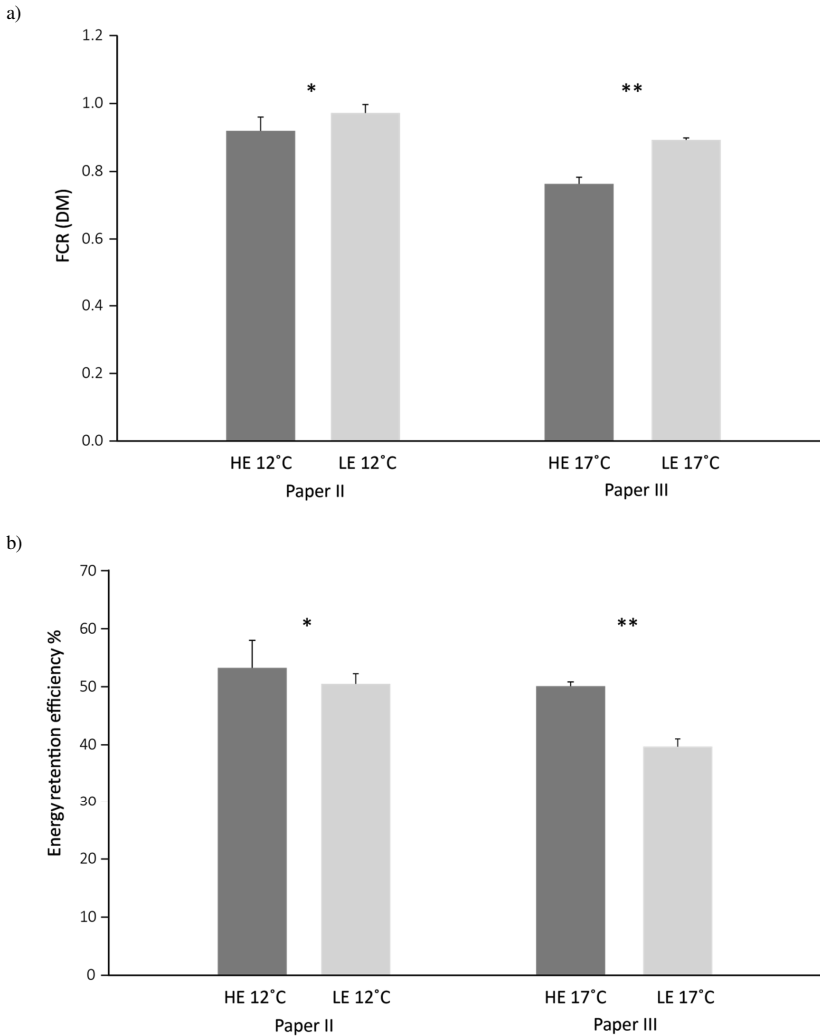 a)
1.2
1.0
0.8
0.6
0.4
0.2
0.0
FCR (DM)
*
**
HE 12˚C LE 12˚C HE 17˚C LE 17˚C
Paper II Paper III
b)
70
60
50
40
30
20
10
0
Energy retention efficiency %
*
**
HE 12˚C LE 12˚C HE 17˚C LE 17˚C
Paper II Paper III